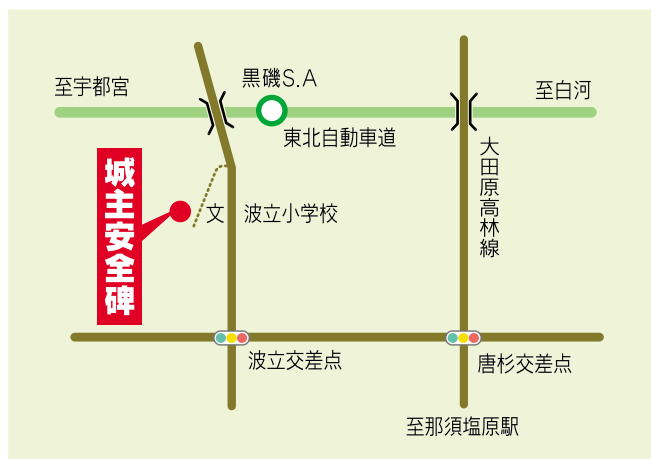 至宇都宮
黒磯S.A
至白河
東北自動車道
大田原高林線
城主安全碑
文
波立小学校
波立交差点
唐杉交差点
至那須塩原駅